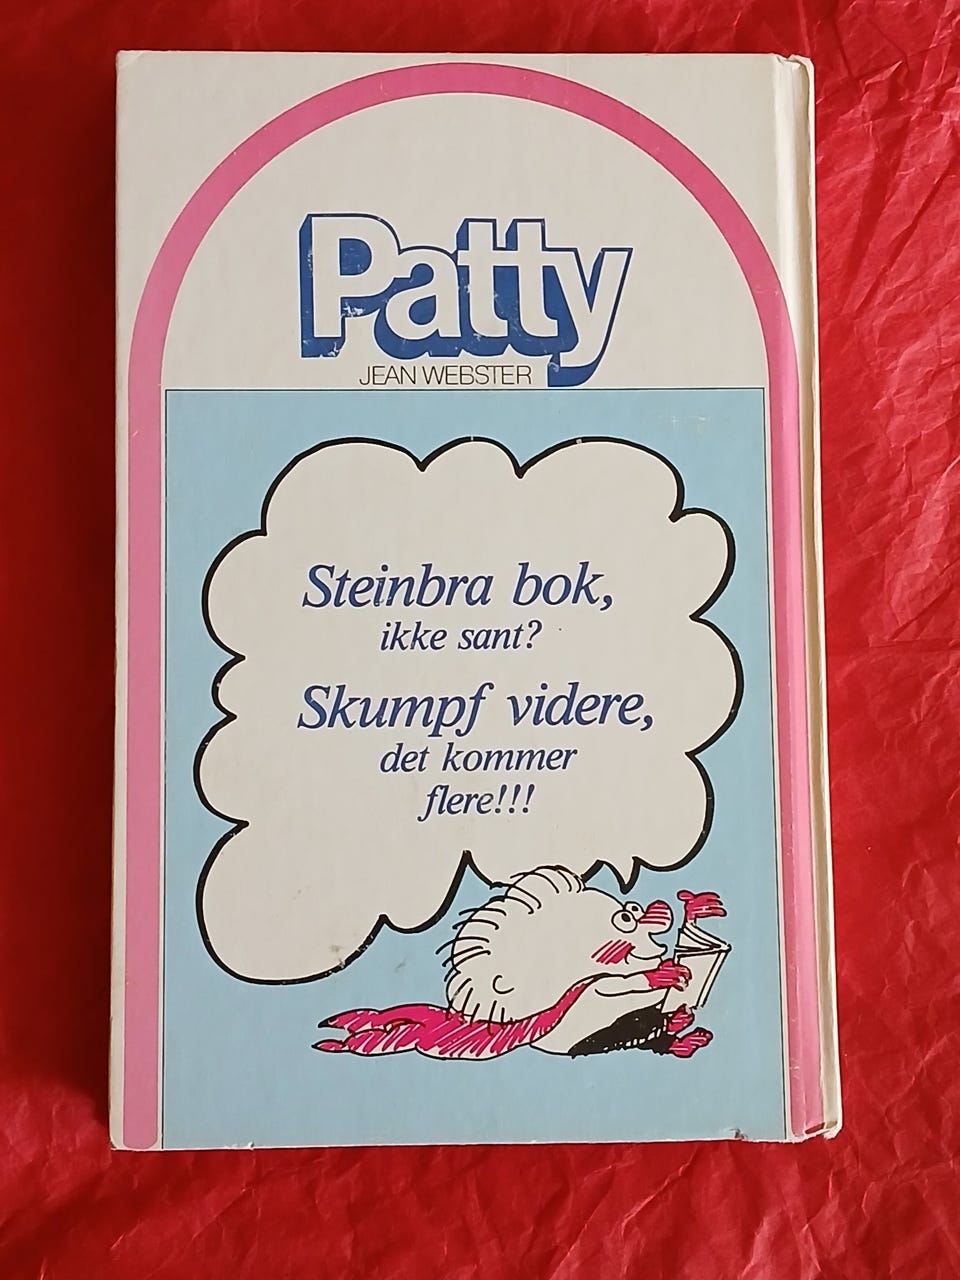 Patty
JEAN WEBSTER
Steinbra bok,
ikke sant?
Skumpf videre,
det kommer
flere!!!